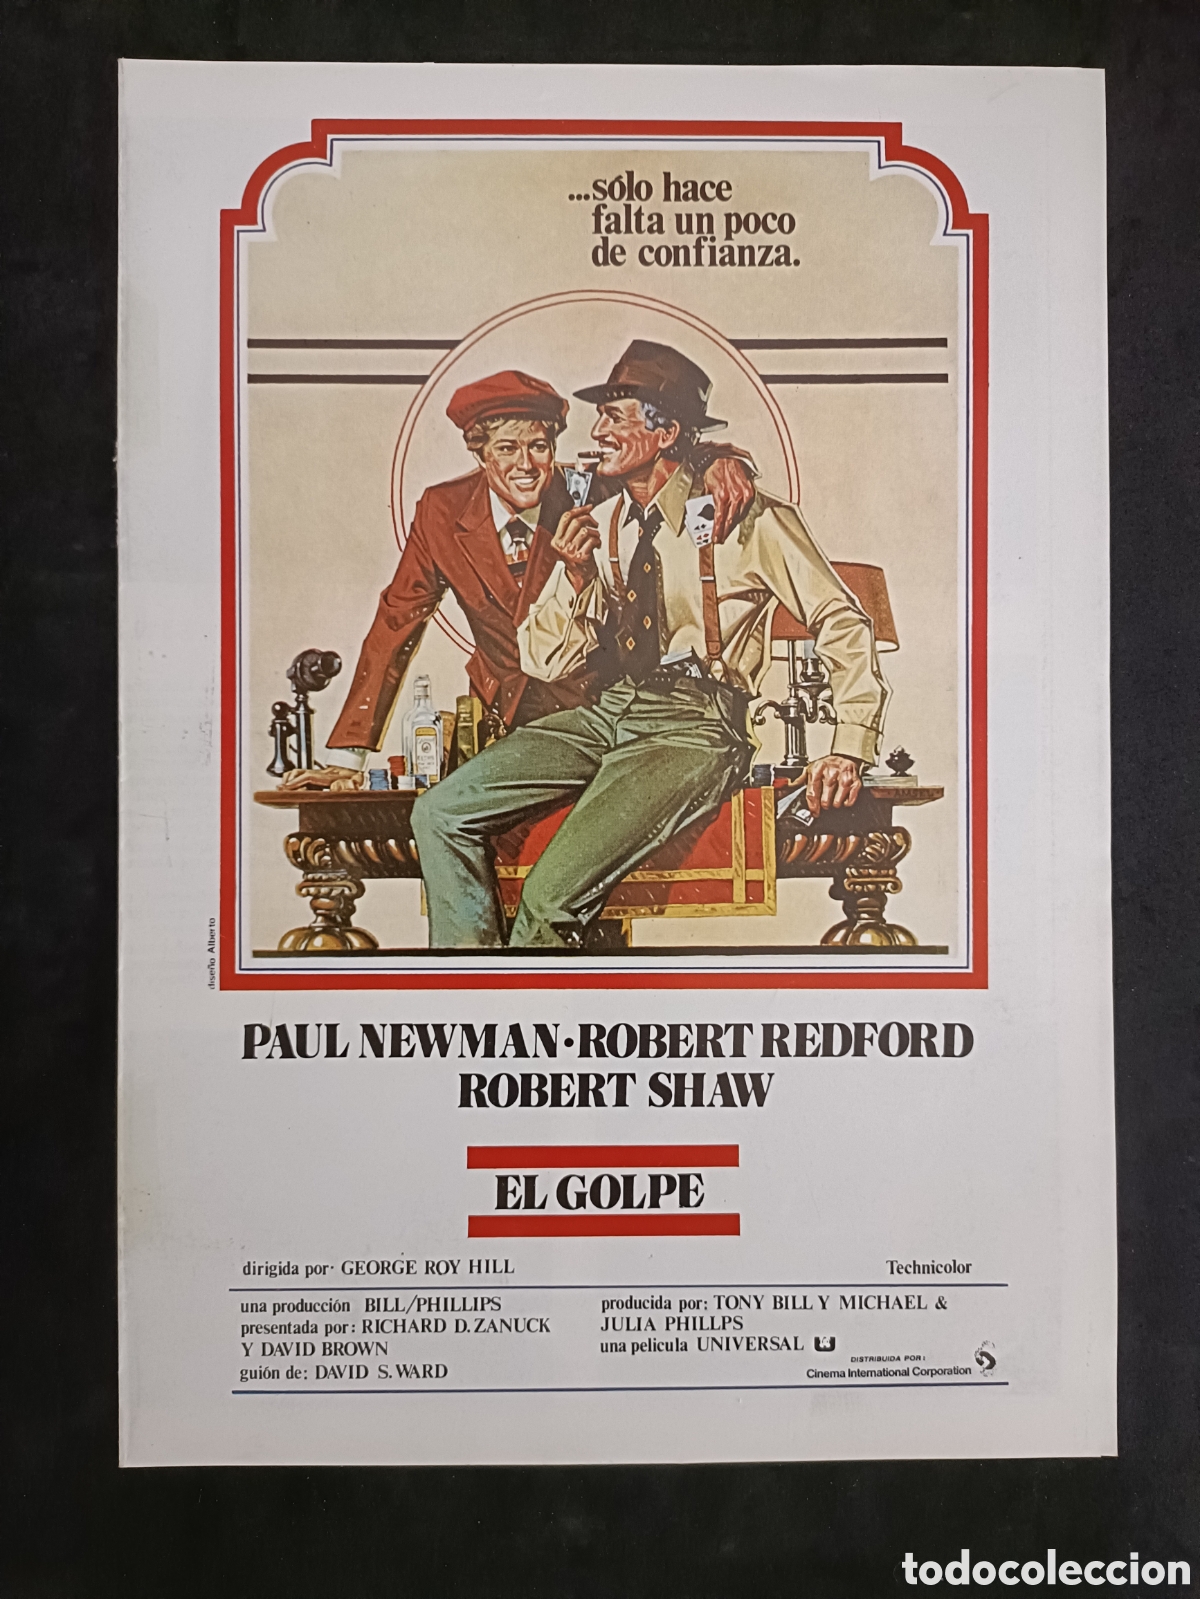 ...sólo hace
falta un poco
de confianza.
diseño Alberto
PAUL NEWMAN·ROBERT REDFORD
ROBERT SHAW
EL GOLPE
dirigida por· GEORGE ROY HILL
Technicolor
una producción BILL/PHILLIPS
presentada por: RICHARD D. ZANUCK
Y DAVID BROWN
guión de: DAVID S. WARD
producida por: TONY BILL Y MICHAEL &
JULIA PHILLPS
una pelicula UNIVERSAL
DISTRIBUIDA POR:
Cinema International Corporation
todocoleccion